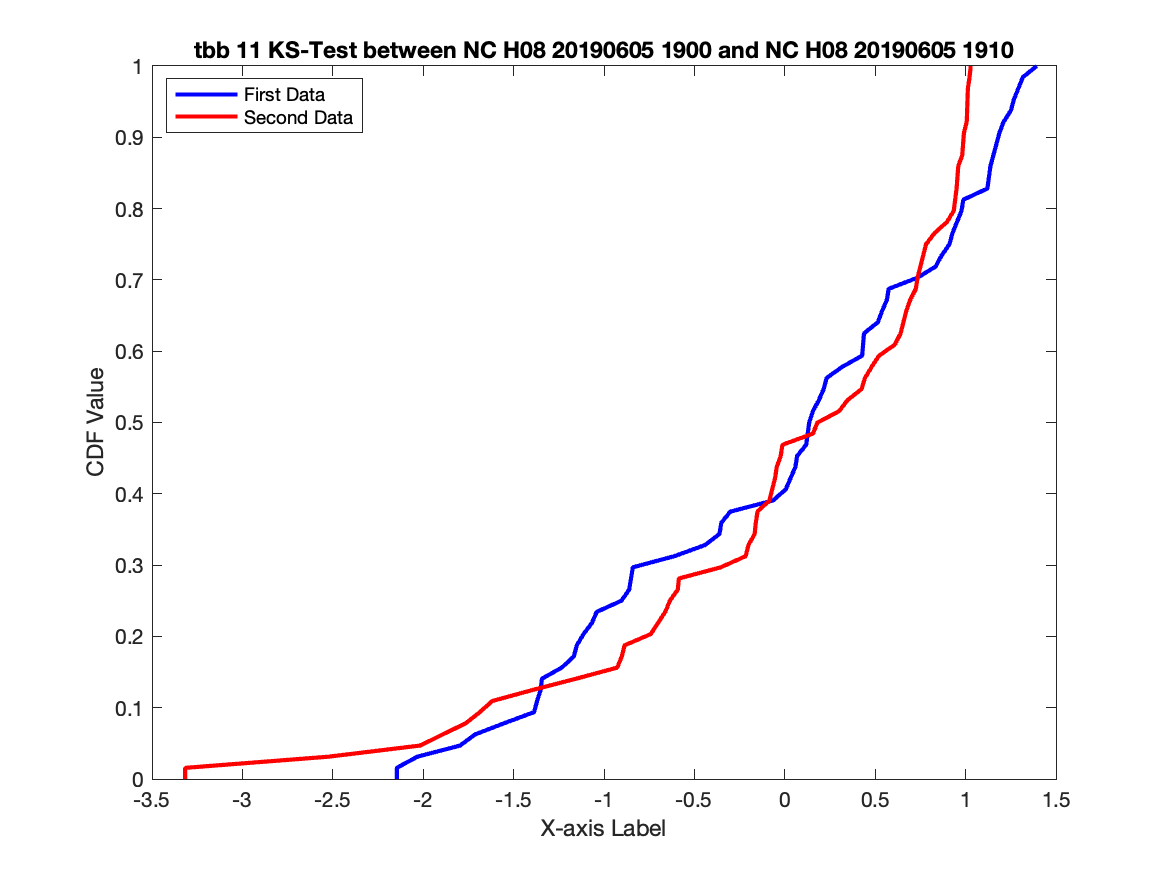 tbb 11 KS-Test between NC H08 20190605 1900 and NC H08 20190605 1910
First Data
Second Data
1
0.9
0.8
0.7
0.6
0.5
0.4
0.3
0.2
0.1
0
CDF Value
-3.5 -3 -2.5 -2 -1.5 -1 -0.5 0 0.5 1 1.5
X-axis Label